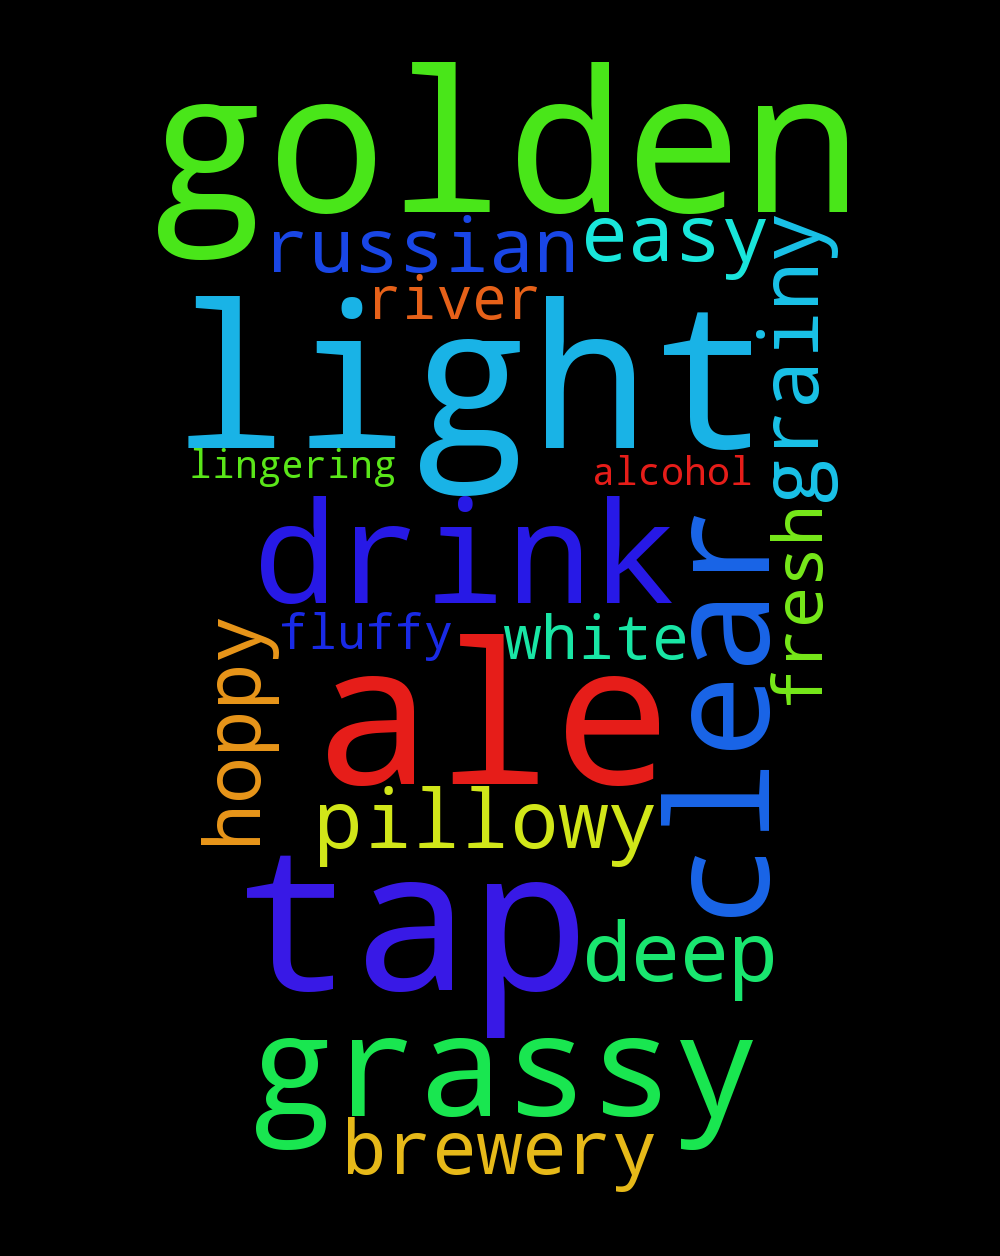 golden
russian
easy
grainy
river
light
lingering
alcohol
drink
fresh
clear
fluffy
white
hoppy
ale
pillowy
tap
deep
grassy
brewery